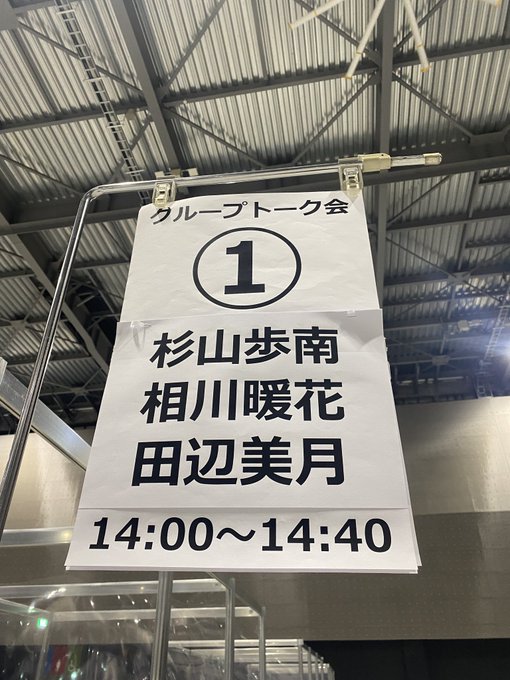 グループトーク会
①
杉山歩南
相川暖花
田辺美月
14:00～14:40